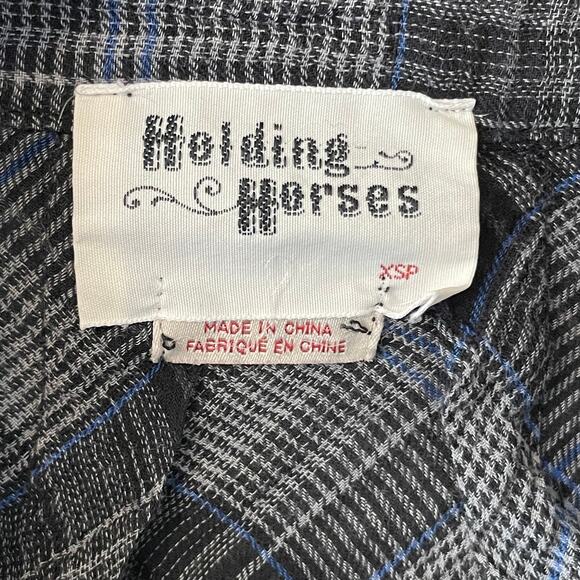 Holding
Horses
XSP
MADE IN CHINA
FABRIQUÉ EN CHINE